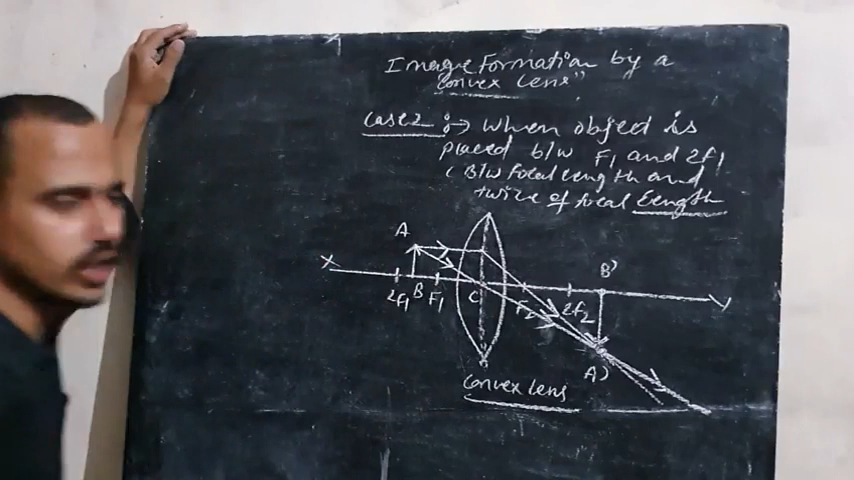 Image Formation by a
Convex Lens"
Case 2 :→ When object is
placed b/w F1 and 2f1
( B/w focal length and
twice of focal length
A
X
2f1 B F1 C F2 2f2 B' Y
A'
Convex lens